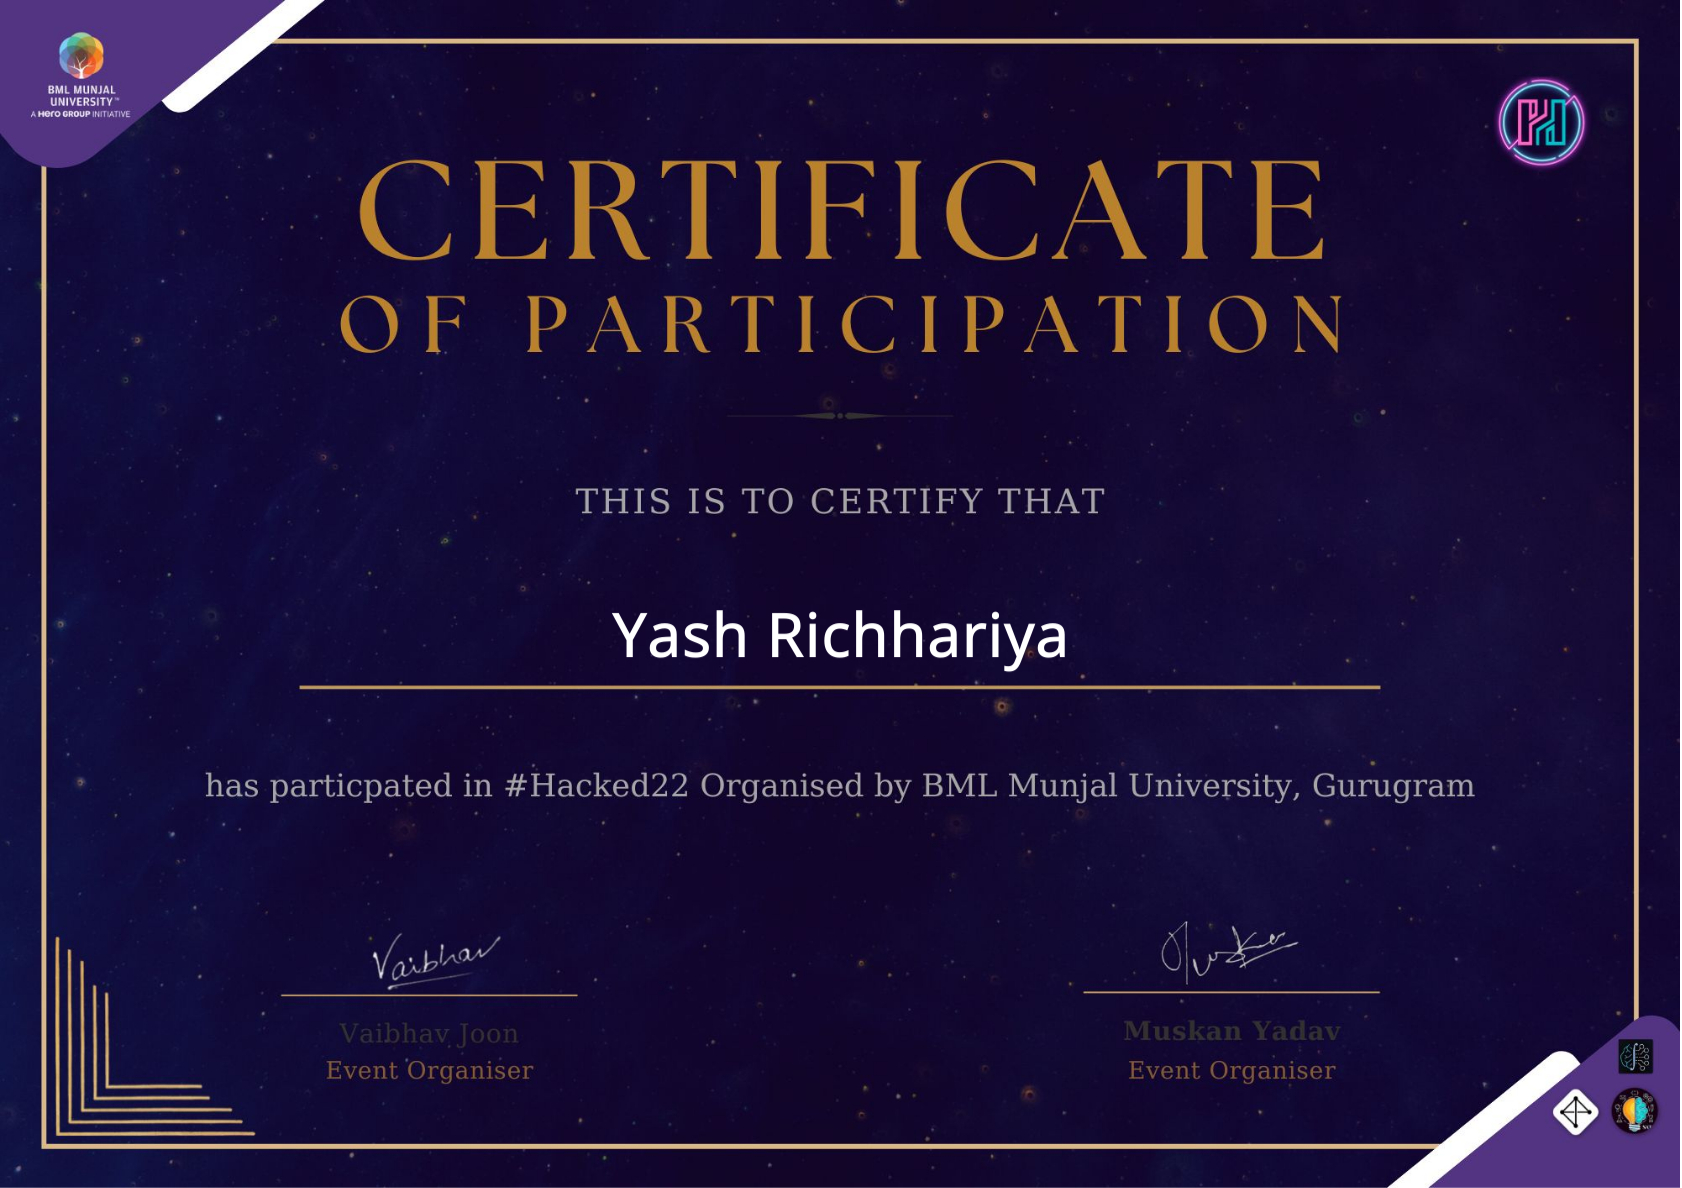 BML MUNJAL
UNIVERSITY™
A Hero GROUP INITIATIVE
CERTIFICATE
OF PARTICIPATION
THIS IS TO CERTIFY THAT
Yash Richhariya
has particpated in #Hacked22 Organised by BML Munjal University, Gurugram
Vaibhav
Vaibhav Joon
Muskan Yadav
Event Organiser
Event Organiser